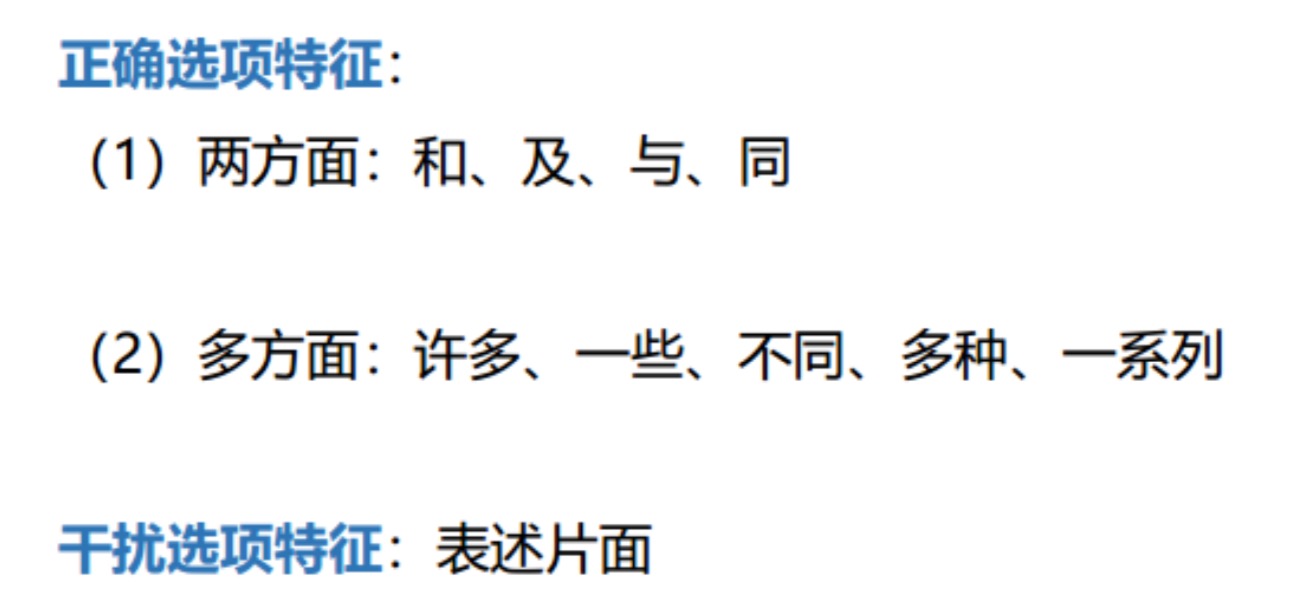 正确选项特征：
（1）两方面：和、及、与、同
（2）多方面：许多、一些、不同、多种、一系列
干扰选项特征：表述片面